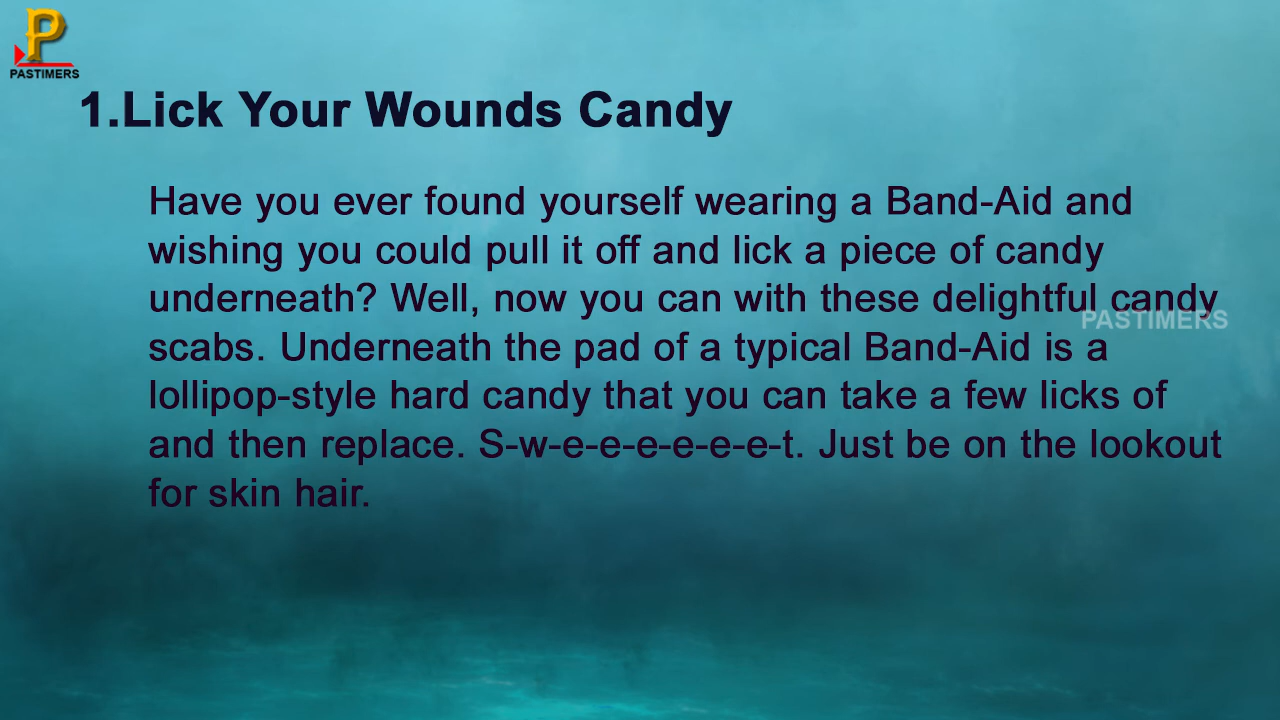 P
PASTIMERS
1.Lick Your Wounds Candy
Have you ever found yourself wearing a Band-Aid and
wishing you could pull it off and lick a piece of candy
underneath? Well, now you can with these delightful candy
PASTIMERS
scabs. Underneath the pad of a typical Band-Aid is a
lollipop-style hard candy that you can take a few licks of
and then replace. S-w-e-e-e-e-e-e-t. Just be on the lookout
for skin hair.